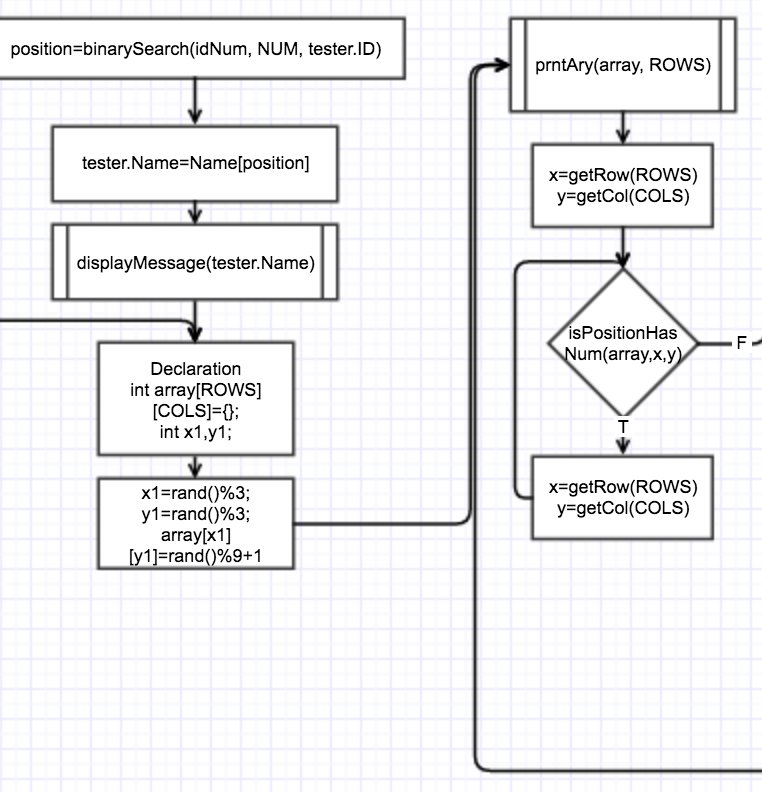 position=binarySearch(idNum, NUM, tester.ID)
tester.Name=Name[position]
displayMessage(tester.Name)
Declaration
int array[ROWS]
[COLS]={};
int x1,y1;
x1=rand()%3;
y1=rand()%3;
array[x1]
[y1]=rand()%9+1
prntAry(array, ROWS)
x=getRow(ROWS)
y=getCol(COLS)
isPositionHas
Num(array,x,y)
F
T
x=getRow(ROWS)
y=getCol(COLS)